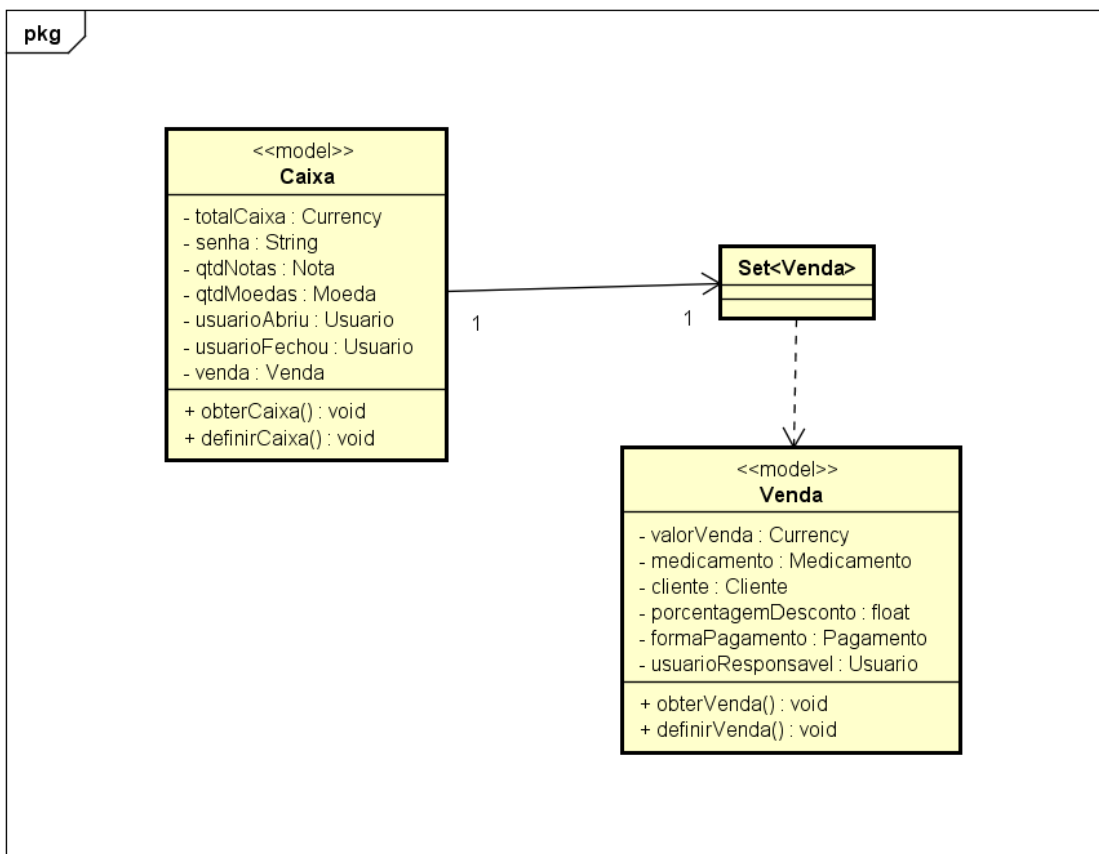 pkg
<<model>>
Caixa
- totalCaixa : Currency
- senha : String
- qtdNotas : Nota
- qtdMoedas : Moeda
- usuarioAbriu : Usuario
- usuarioFechou : Usuario
- venda : Venda
+ obterCaixa() : void
+ definirCaixa() : void
1
1
Set<Venda>
<<model>>
Venda
- valorVenda : Currency
- medicamento : Medicamento
- cliente : Cliente
- porcentagemDesconto : float
- formaPagamento : Pagamento
- usuarioResponsavel : Usuario
+ obterVenda() : void
+ definirVenda() : void